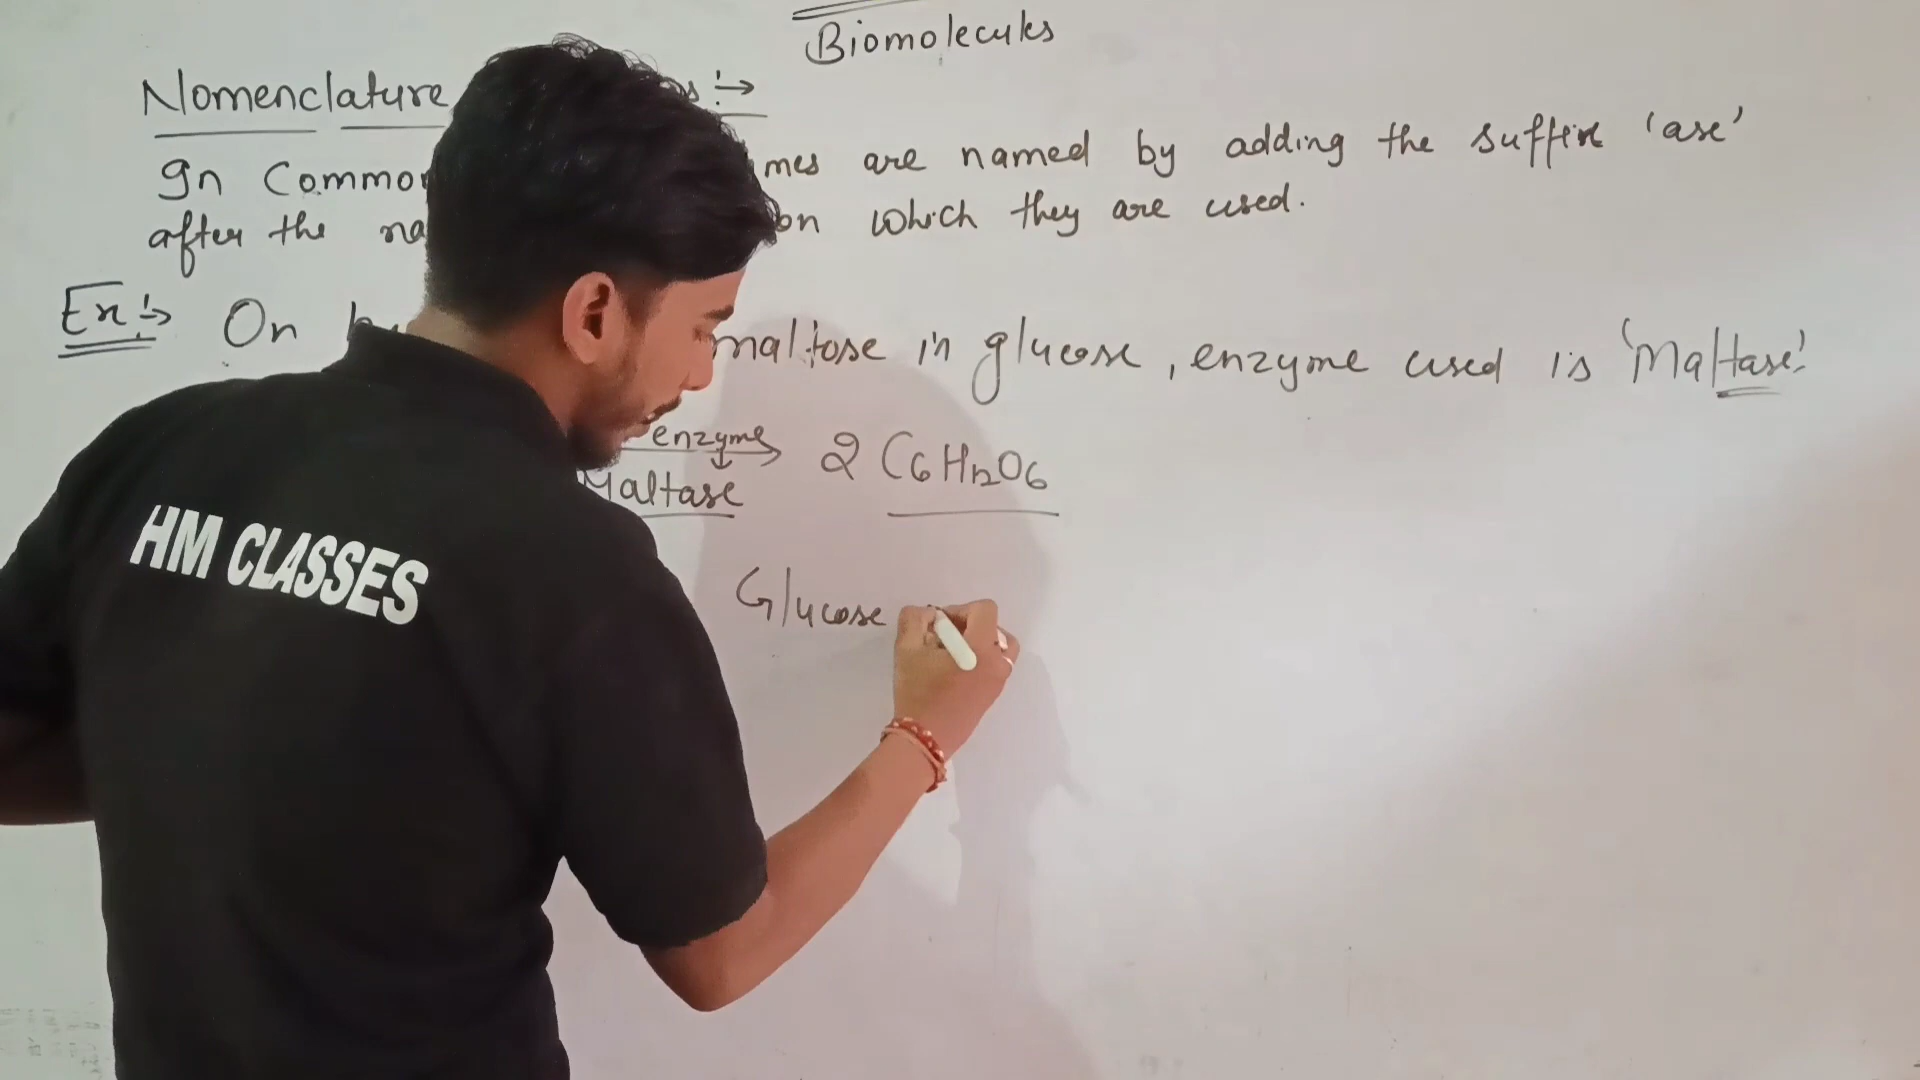 Biomolecules
Nomenclature :→
In Common mes are named by adding the suffix 'ase'
after the on which they are used.
Ex:→ On maltose in glucose, enzyme used is 'Maltase'
enzyme → 2 C6H12O6
Maltase
Glucose
HM CLASSES